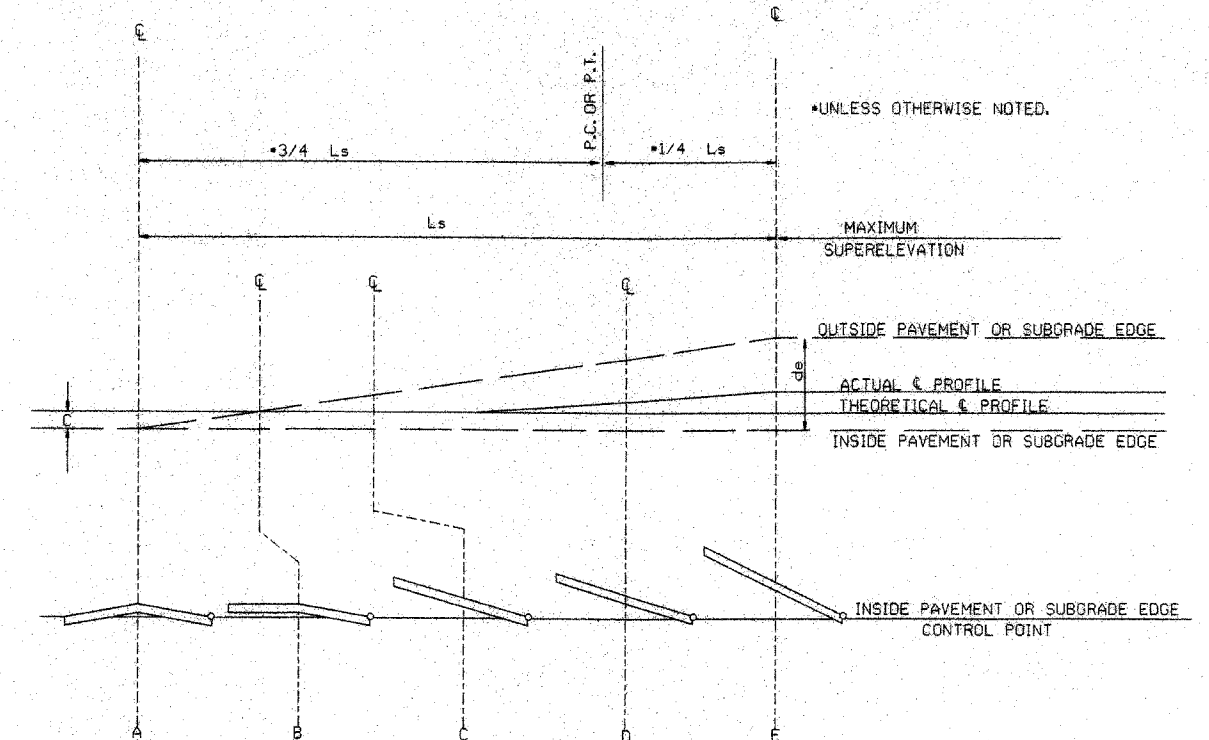 ℄
℄
P.C. OR P.T.
*UNLESS OTHERWISE NOTED.
*3/4 Ls
*1/4 Ls
Ls
MAXIMUM
SUPERELEVATION
℄
℄
℄
OUTSIDE PAVEMENT OR SUBGRADE EDGE
de
ACTUAL ℄ PROFILE
THEORETICAL ℄ PROFILE
C
INSIDE PAVEMENT OR SUBGRADE EDGE
INSIDE PAVEMENT OR SUBGRADE EDGE
CONTROL POINT
A
B
C
D
E